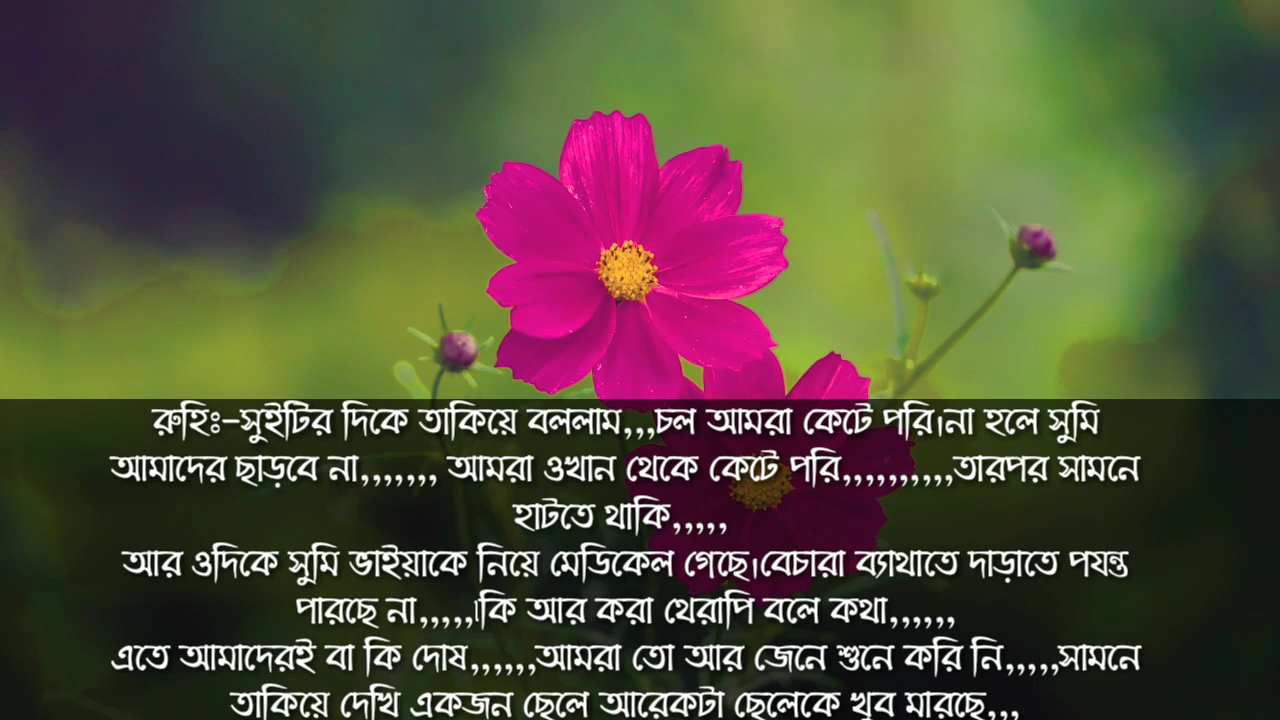 রুহিঃ-সুইটির দিকে তাকিয়ে বললাম,,,চল আমরা কেটে পরি।না হলে সুমি
আমাদের ছাড়বে না,,,,,,, আমরা ওখান থেকে কেটে পরি,,,,,,,,,,তারপর সামনে
হাটতে থাকি,,,,,
আর ওদিকে সুমি ভাইয়াকে নিয়ে মেডিকেল গেছে।বেচারা ব্যাথাতে দাড়াতে পযন্ত
পারছে না,,,,,।কি আর করা থেরাপি বলে কথা,,,,,,
এতে আমাদেরই বা কি দোষ,,,,,,আমরা তো আর জেনে শুনে করি নি,,,,,সামনে
তাকিয়ে দেখি একজন ছেলে আরেকটা ছেলেকে খুব মারছে,,,